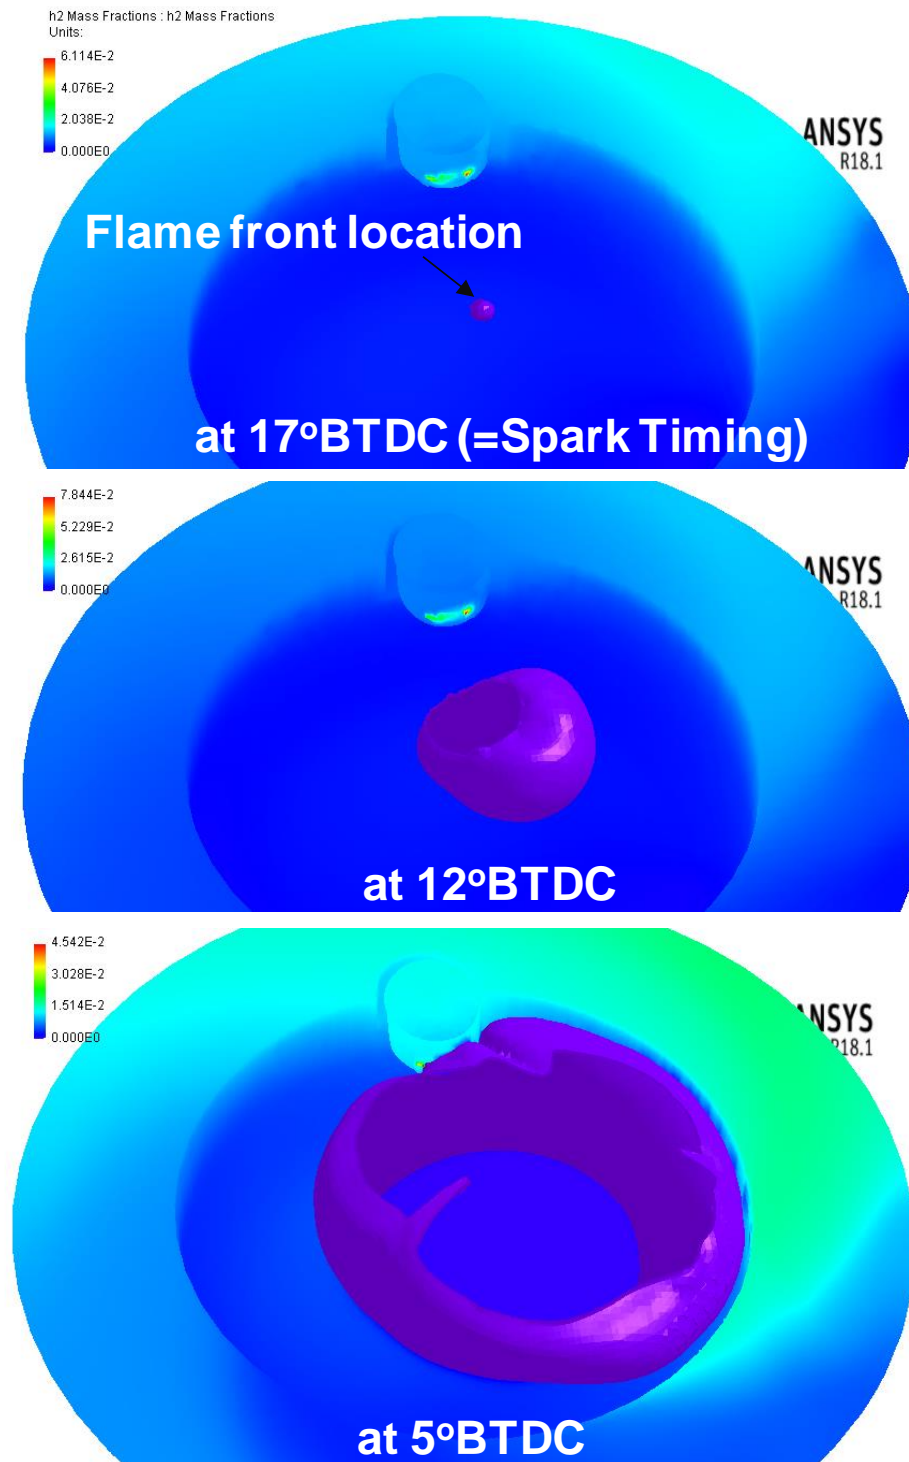 h2 Mass Fractions : h2 Mass Fractions
Units:
6.114E-2
4.076E-2
2.038E-2
0.000E0
ANSYS
R18.1
Flame front location
at 17oBTDC (=Spark Timing)
7.844E-2
5.229E-2
2.615E-2
0.000E0
ANSYS
R18.1
at 12oBTDC
4.542E-2
3.028E-2
1.514E-2
0.000E0
NSYS
R18.1
at 5oBTDC